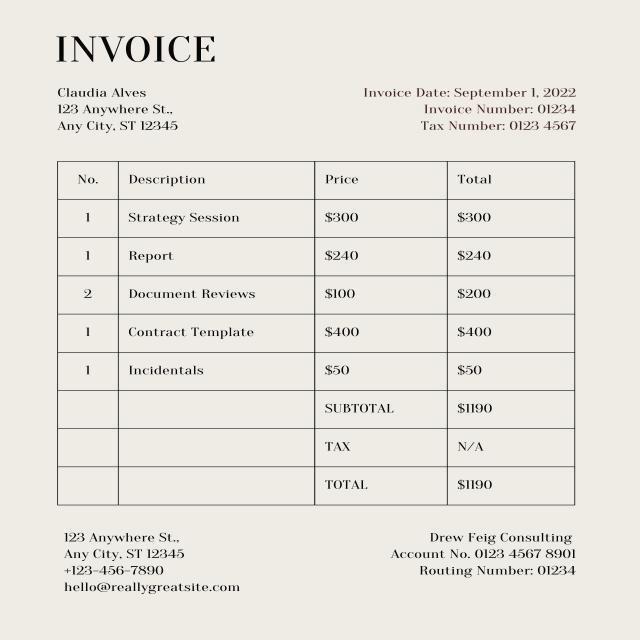 INVOICE
Claudia Alves
123 Anywhere St.,
Any City, ST 12345
Invoice Date: September 1, 2022
Invoice Number: 01234
Tax Number: 0123 4567
No. Description Price Total
1 Strategy Session $300 $300
1 Report $240 $240
2 Document Reviews $100 $200
1 Contract Template $400 $400
1 Incidentals $50 $50
SUBTOTAL $1190
TAX N/A
TOTAL $1190
123 Anywhere St.,
Any City, ST 12345
+123-456-7890
hello@reallygreatsite.com
Drew Feig Consulting
Account No. 0123 4567 8901
Routing Number: 01234